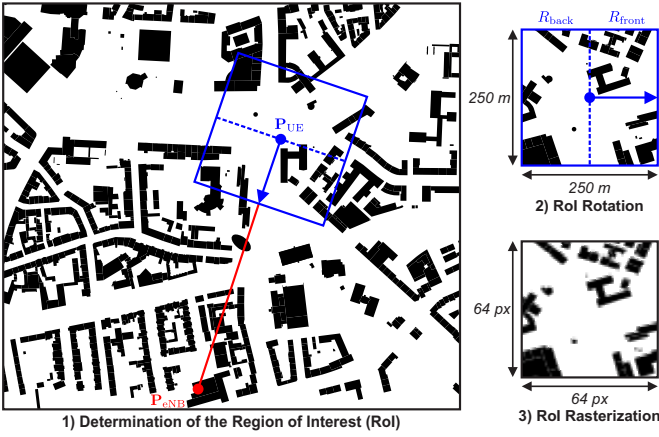 P_UE
P_eNB
1) Determination of the Region of Interest (RoI)
R_back R_front
250 m
250 m
2) RoI Rotation
64 px
64 px
3) RoI Rasterization